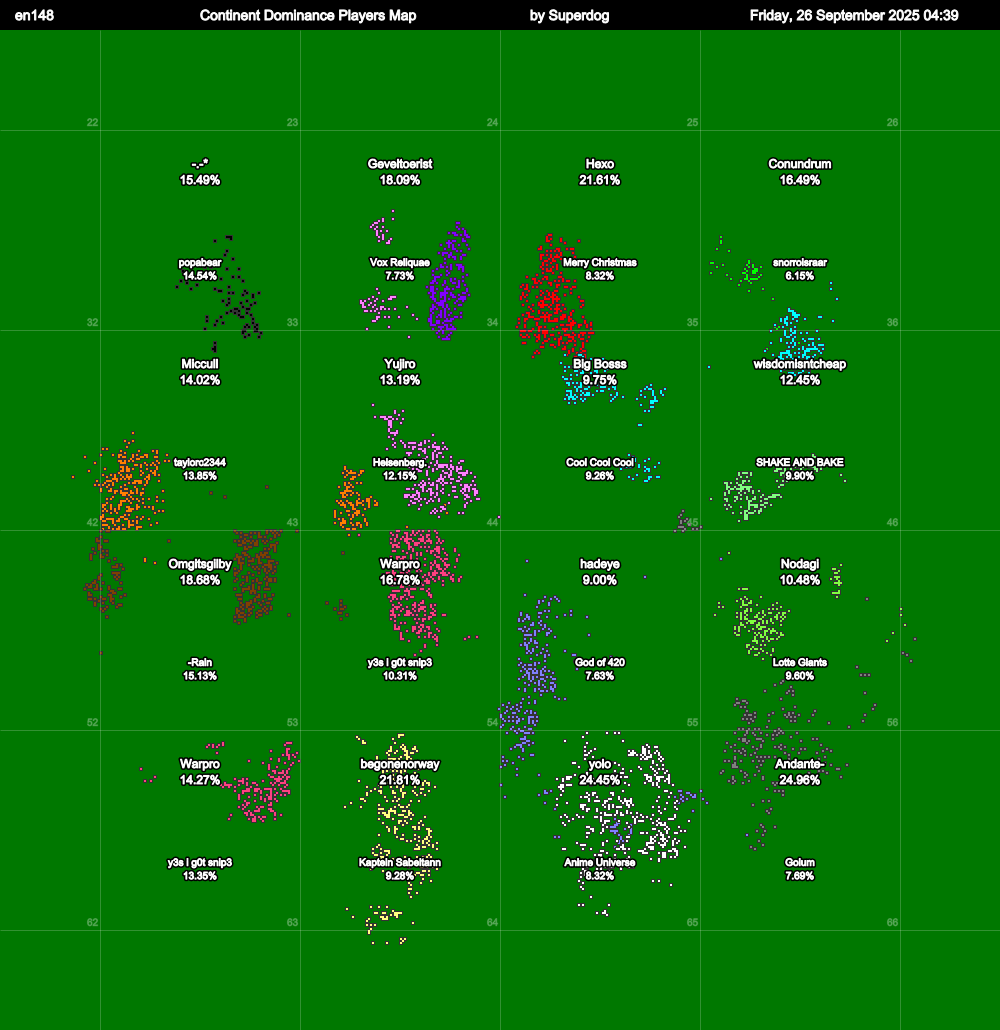 en148 Continent Dominance Players Map by Superdog Friday, 26 September 2025 04:39
22 23 24 25 26
~.~* Geveltoerist Hexo Conundrum
15.49% 18.09% 21.61% 16.49%
popabear Vox Reliquae Merry Christmas snorrolsraar
14.54% 7.73% 8.32% 6.15%
32 33 34 35 36
Miccull Yujiro Big Bosss wisdomisntcheap
14.02% 13.19% 9.75% 12.45%
taylorc2344 Heisenberg. Cool Cool Cool SHAKE AND BAKE
13.85% 12.15% 9.26% 9.90%
42 43 44 45 46
Omgitsgilby Warpro hadeye Nodagi
18.68% 16.78% 9.00% 10.48%
-Rain y3s I g0t snip3 God of 420 Lotte Giants
15.13% 10.31% 7.63% 9.60%
52 53 54 55 56
Warpro begonenorway yolo Andante-
14.27% 21.81% 24.45% 24.96%
y3s I g0t snip3 Kaptein Sabeltann Anime Universe Golum
13.35% 9.28% 8.32% 7.69%
62 63 64 65 66